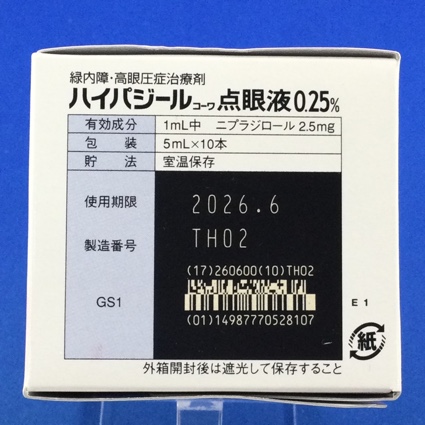 緑内障・高眼圧症治療剤
ハイパジールコーワ点眼液0.25%
有効成分 1mL中 ニプラジロール 2.5mg
包装 5mL×10本
貯法 室温保存
使用期限 2026.6
製造番号 TH02
(17)260600(10)TH02
GS1
(01)14987770528107
E1
紙
外箱開封後は遮光して保存すること